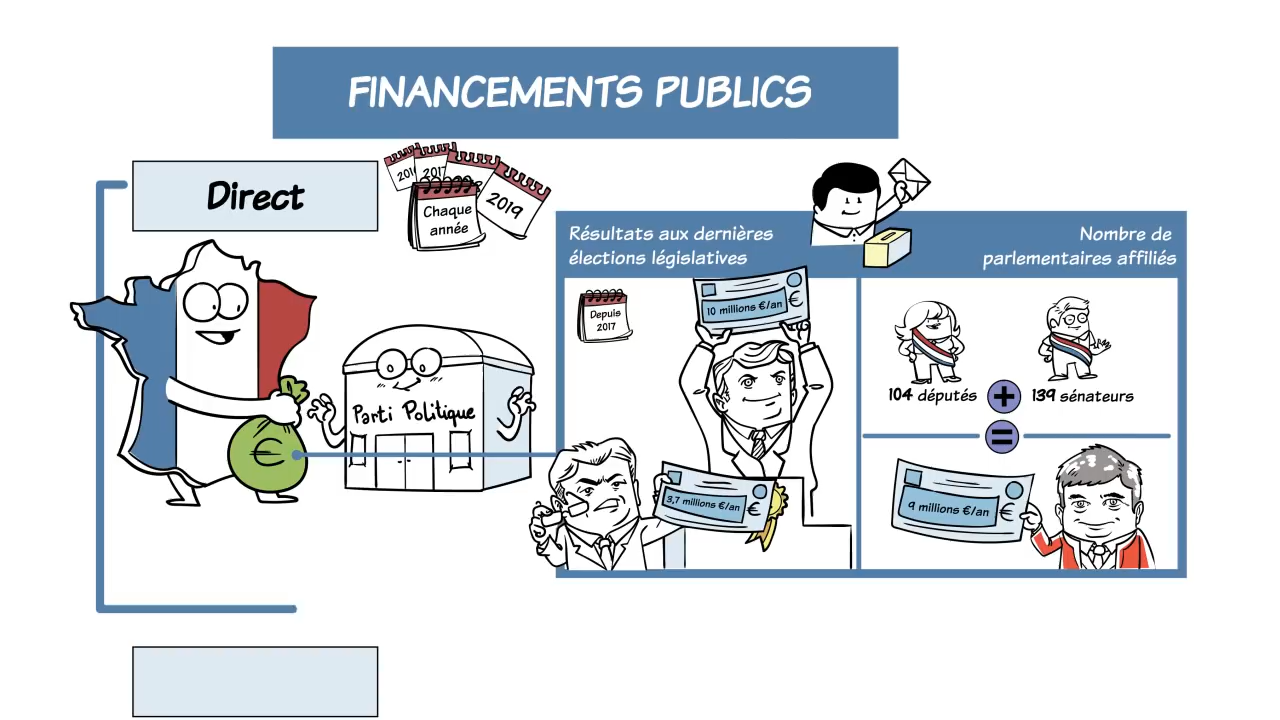 FINANCEMENTS PUBLICS
Direct
2017
2019
Chaque
année
Résultats aux dernières
élections législatives
Nombre de
parlementaires affiliés
Depuis
2017
10 millions €/an
€
104 députés
+
139 sénateurs
=
Parti Politique
€
3,7 millions €/an
€
9 millions €/an
€